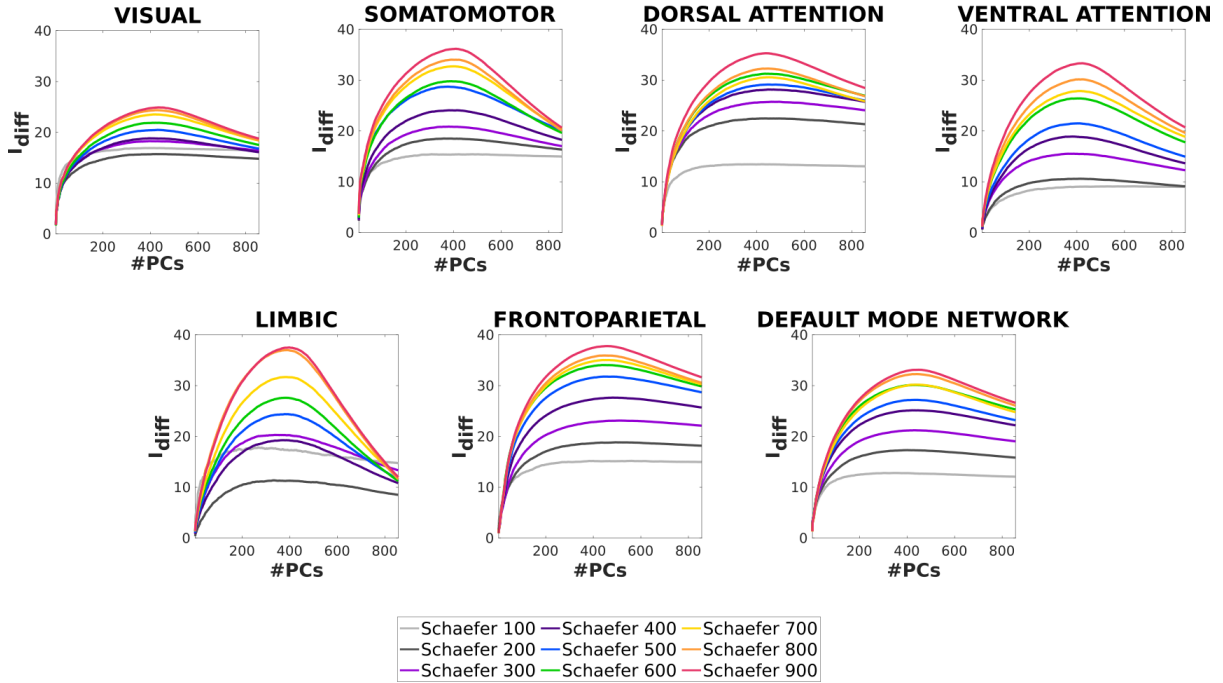 VISUAL
SOMATOMOTOR
DORSAL ATTENTION
VENTRAL ATTENTION
40
30
20
10
0
Idiff
200 400 600 800
#PCs
40
30
20
10
0
200 400 600 800
#PCs
40
30
20
10
0
200 400 600 800
#PCs
40
30
20
10
0
200 400 600 800
#PCs
LIMBIC
FRONTOPARIETAL
DEFAULT MODE NETWORK
40
30
20
10
0
Idiff
200 400 600 800
#PCs
40
30
20
10
0
Idiff
200 400 600 800
#PCs
40
30
20
10
0
Idiff
200 400 600 800
#PCs
Schaefer 100 Schaefer 400 Schaefer 700
Schaefer 200 Schaefer 500 Schaefer 800
Schaefer 300 Schaefer 600 Schaefer 900